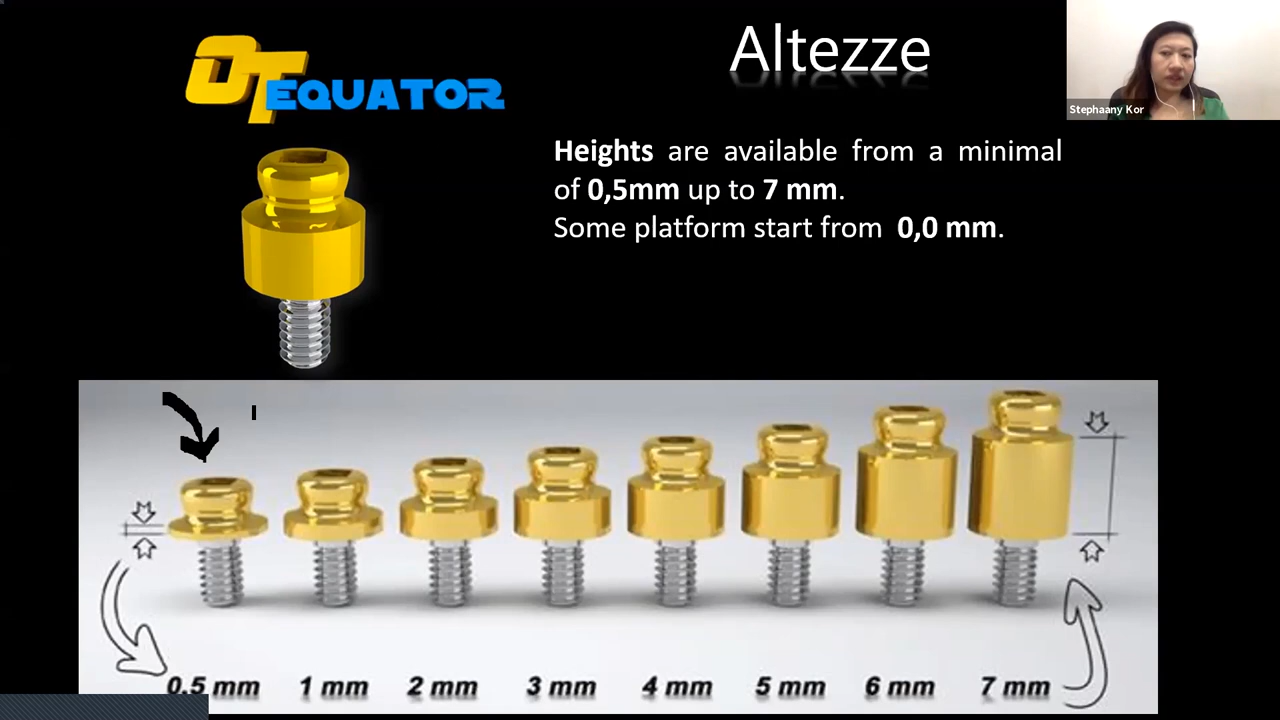 OT
EQUATOR
Altezze
Stephaany Kor
Heights are available from a minimal
of 0,5mm up to 7 mm.
Some platform start from 0,0 mm.
0,5 mm 1 mm 2 mm 3 mm 4 mm 5 mm 6 mm 7 mm